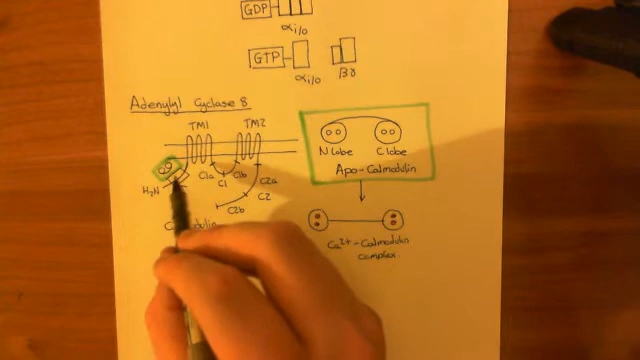 GDP
αi/o
GTP
αi/o βγ
Adenylyl Cyclase 8
TM1 TM2
N Lobe C Lobe
Apo-Calmodulin
C1a C1 C1b
C2a
C2
C2b
H₂N
Ca²⁺-Calmodulin
complex